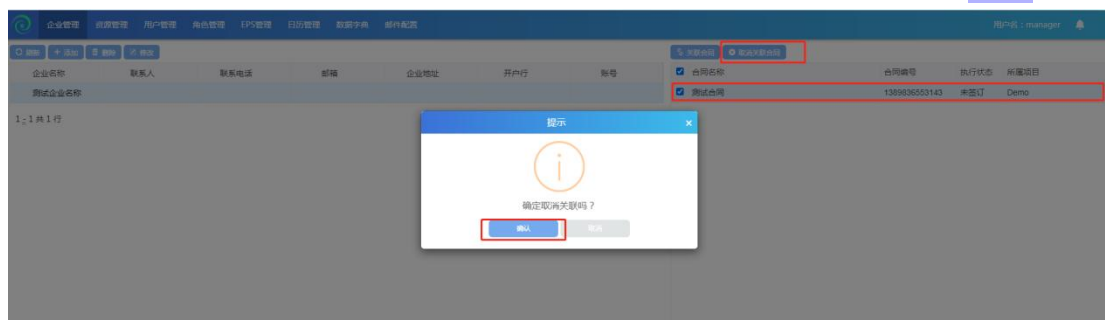 企业管理 资源管理 用户管理 角色管理 EPS管理 日历管理 数据字典 邮件配置 用户名：manager
刷新 添加 删除 修改 关联合同 取消关联合同
企业名称 联系人 联系电话 邮箱 企业地址 开户行 账号 合同名称 合同编号 执行状态 所属项目
测试企业名称 测试合同 1389836553143 未签订 Demo
1 - 1 共 1 行
提示 ×
确定取消关联吗？
确认 取消